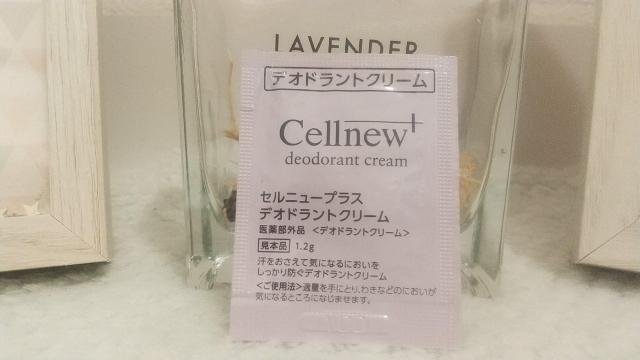 LAVENDER
デオドラントクリーム
Cellnew+
deodorant cream
セルニュープラス
デオドラントクリーム
医薬部外品 <デオドラントクリーム>
見本品 1.2g
汗をおさえて気になるにおいを
しっかり防ぐデオドラントクリーム
<ご使用法>適量を手にとり、わきなどのにおいが
気になるところになじませます。